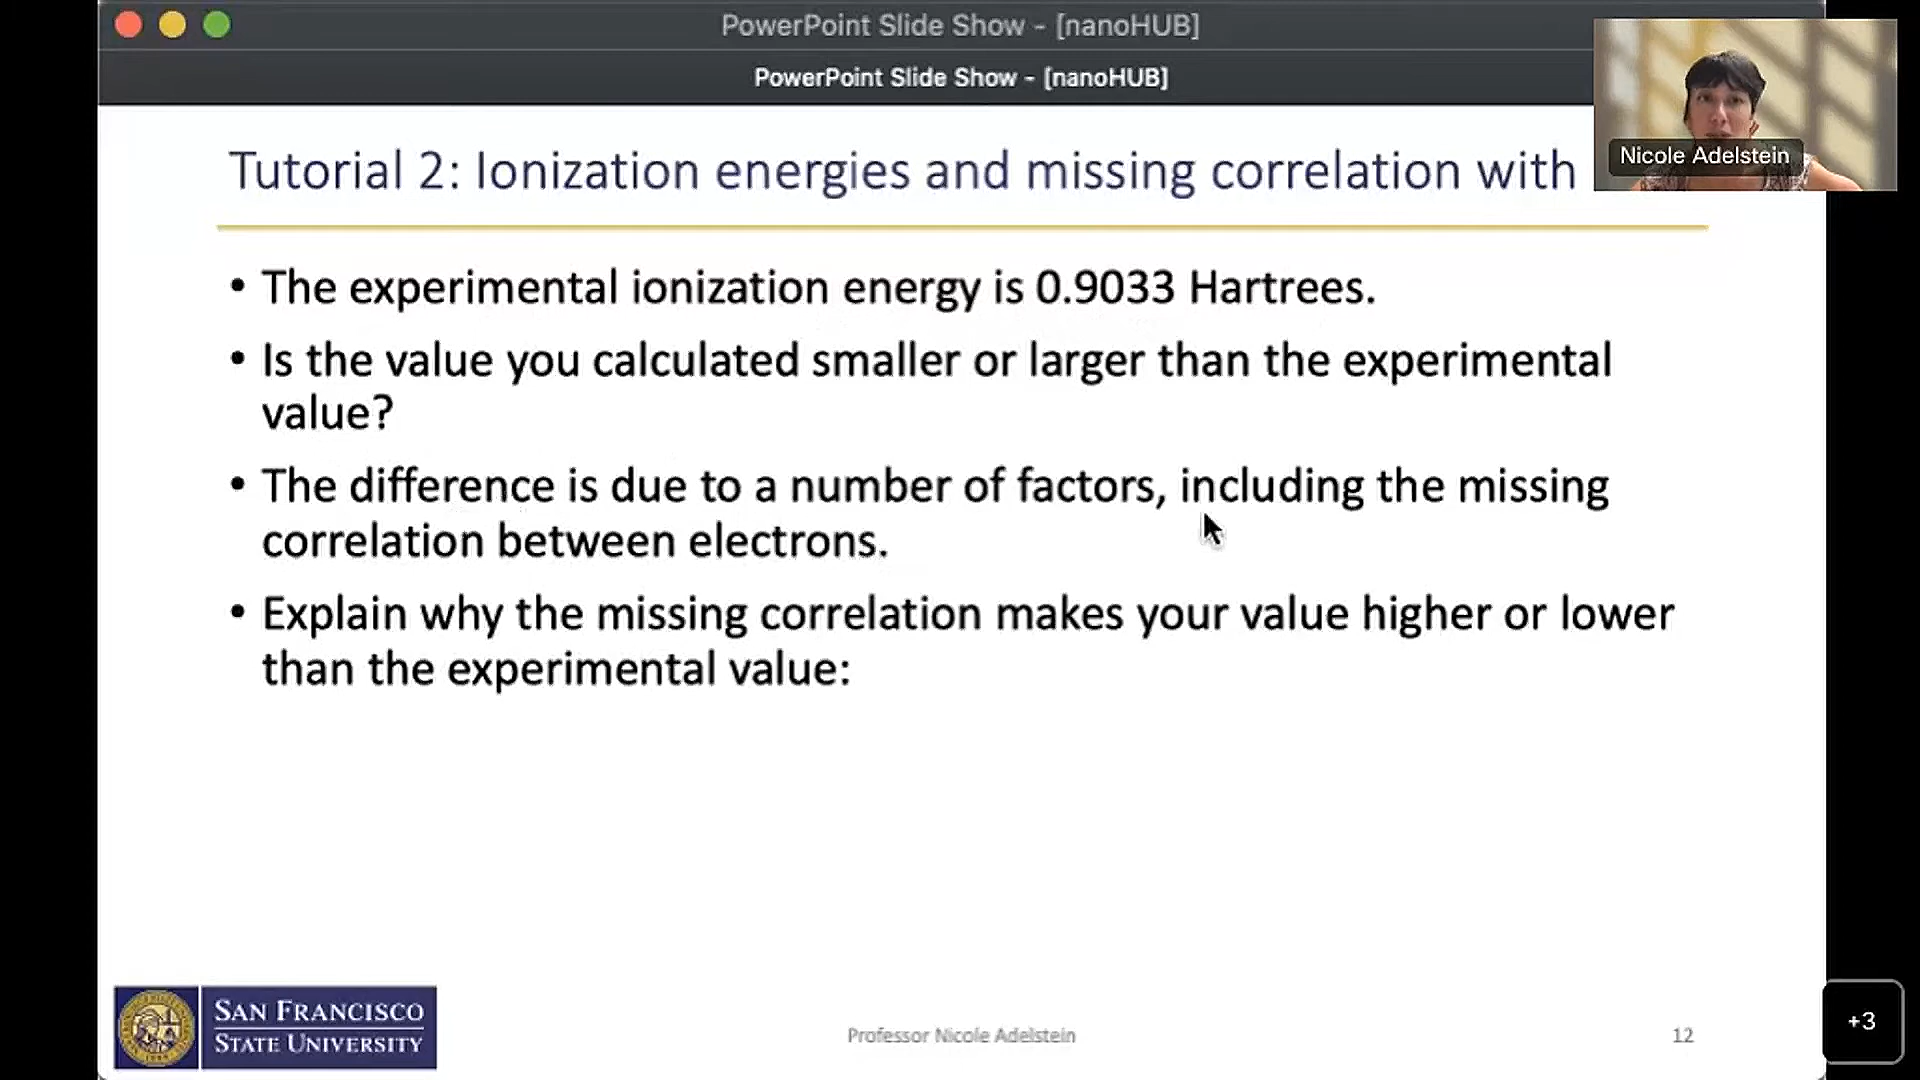 PowerPoint Slide Show - [nanoHUB]
PowerPoint Slide Show - [nanoHUB]
Nicole Adelstein
Tutorial 2: Ionization energies and missing correlation with
• The experimental ionization energy is 0.9033 Hartrees.
• Is the value you calculated smaller or larger than the experimental
value?
• The difference is due to a number of factors, including the missing
correlation between electrons.
• Explain why the missing correlation makes your value higher or lower
than the experimental value:
SAN FRANCISCO
STATE UNIVERSITY
Professor Nicole Adelstein
12
+3